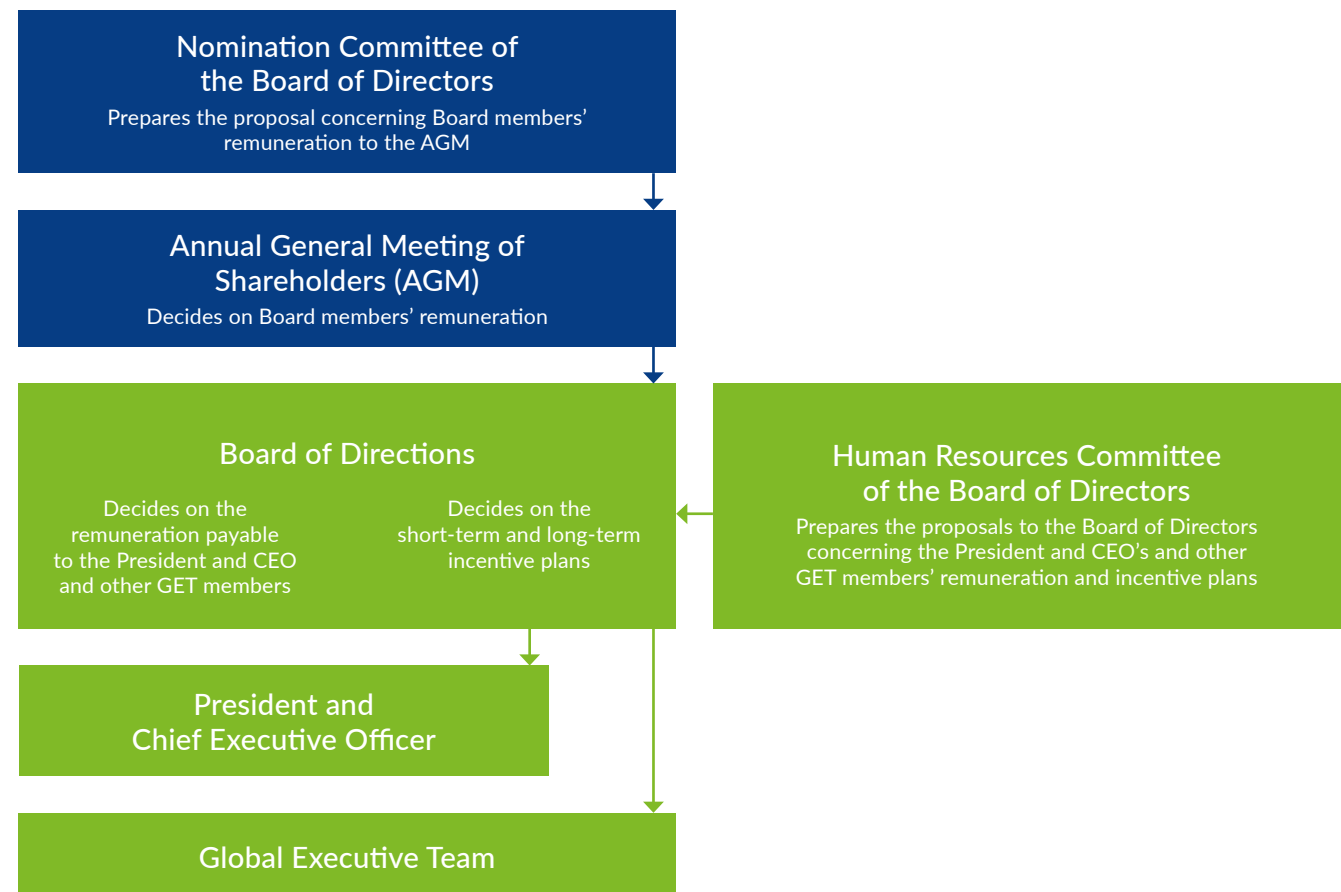 Nomination Committee of
the Board of Directors
Prepares the proposal concerning Board members’
remuneration to the AGM
Annual General Meeting of
Shareholders (AGM)
Decides on Board members’ remuneration
Board of Directions
Decides on the
remuneration payable
to the President and CEO
and other GET members
Decides on the
short-term and long-term
incentive plans
Human Resources Committee
of the Board of Directors
Prepares the proposals to the Board of Directors
concerning the President and CEO’s and other
GET members’ remuneration and incentive plans
President and
Chief Executive Officer
Global Executive Team